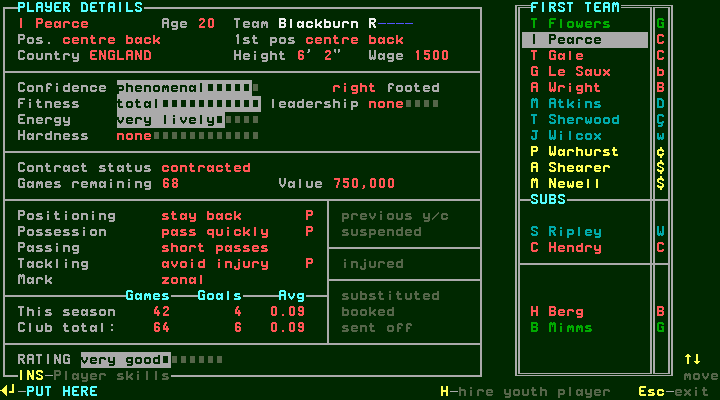 PLAYER DETAILS
I Pearce Age 20 Team Blackburn R
Pos. centre back 1st pos centre back
Country ENGLAND Height 6' 2" Wage 1500
Confidence phenomenal right footed
Fitness total leadership none
Energy very lively
Hardness none
Contract status contracted
Games remaining 68 Value 750,000
Positioning stay back P
Possession pass quickly P
Passing short passes
Tackling avoid injury P
Mark zonal
previous y/c
suspended
injured
substituted
booked
sent off
Games Goals Avg
This season 42 4 0.09
Club total: 64 6 0.09
RATING very good
INS-Player skills
FIRST TEAM
T Flowers G
I Pearce C
T Gale C
G Le Saux b
A Wright B
M Atkins D
T Sherwood Ç
J Wilcox w
P Warhurst ¢
A Shearer $
M Newell $
SUBS
S Ripley W
C Hendry C
H Berg B
B Mimms G
↑↓
move
↵-PUT HERE H-hire youth player Esc-exit